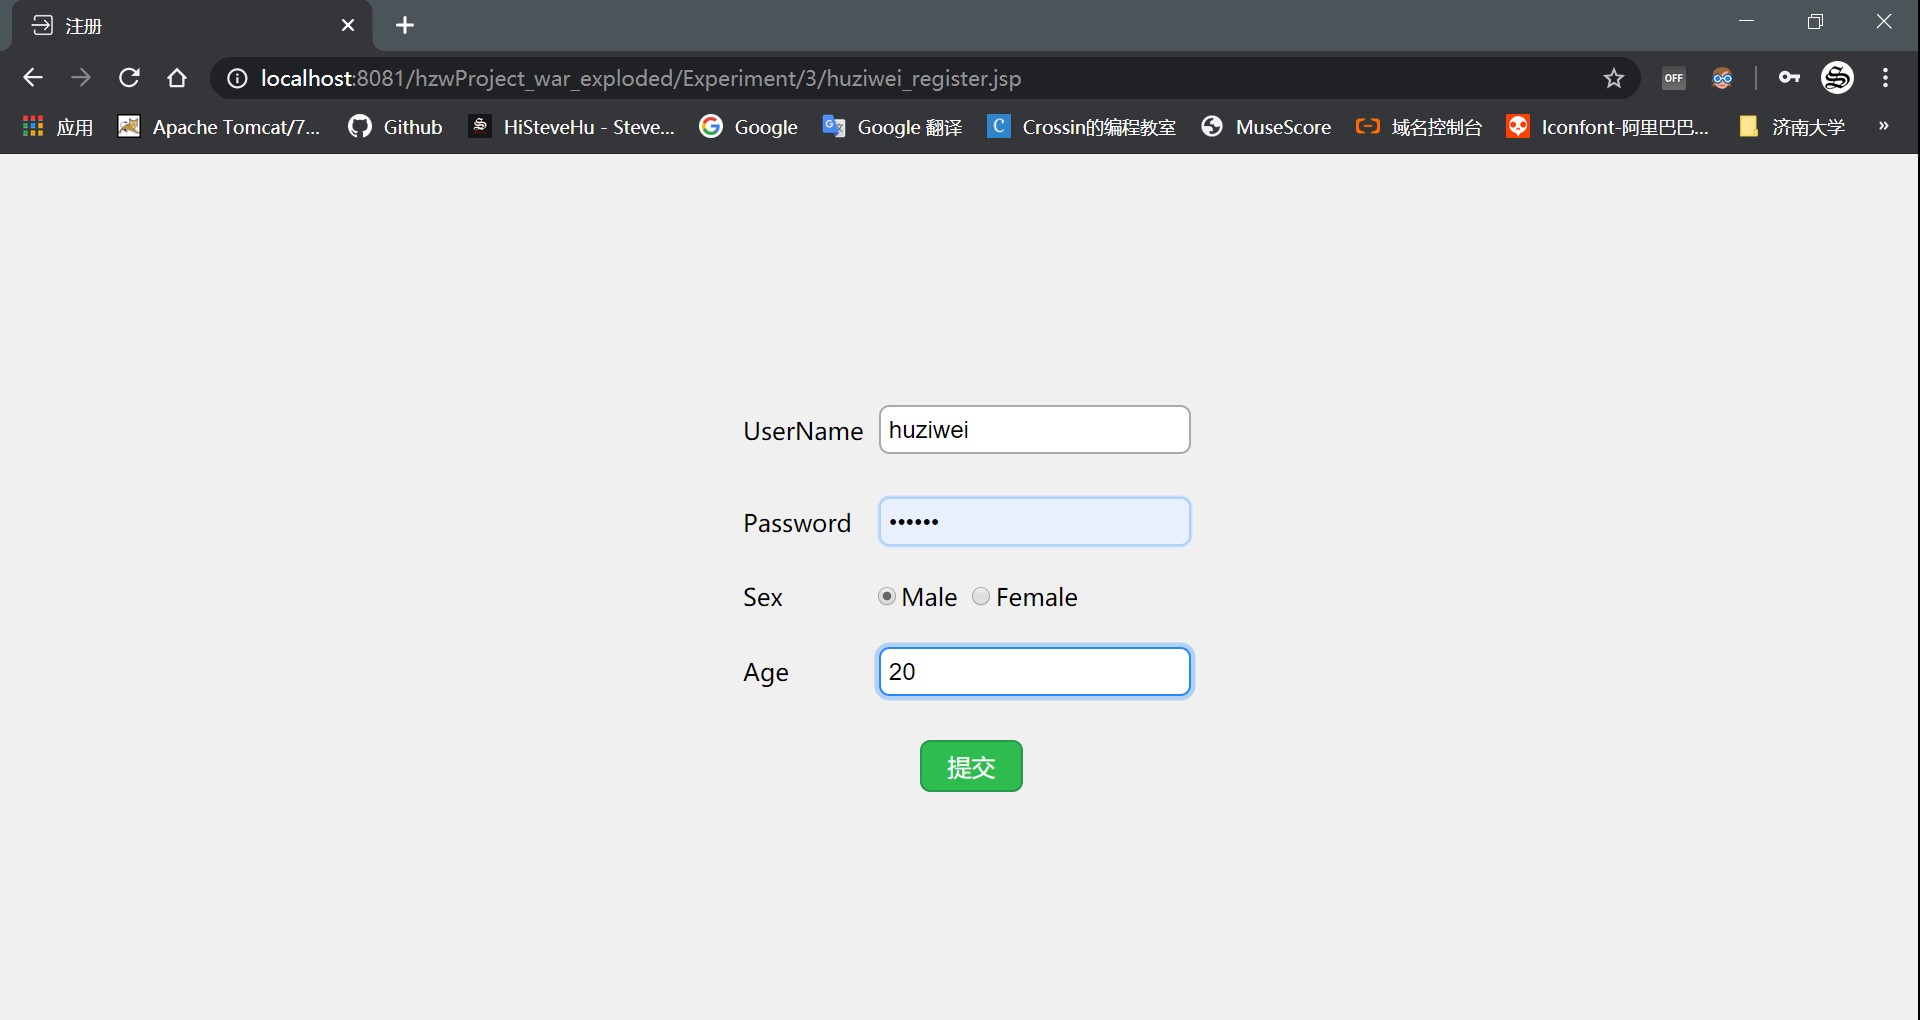 注册
localhost:8081/hzwProject_war_exploded/Experiment/3/huziwei_register.jsp
OFF
应用 Apache Tomcat/7... Github HiSteveHu - Steve... Google Google 翻译 Crossin的编程教室 MuseScore 域名控制台 Iconfont-阿里巴巴... 济南大学 »
UserName huziwei
Password ••••••
Sex Male Female
Age 20
提交